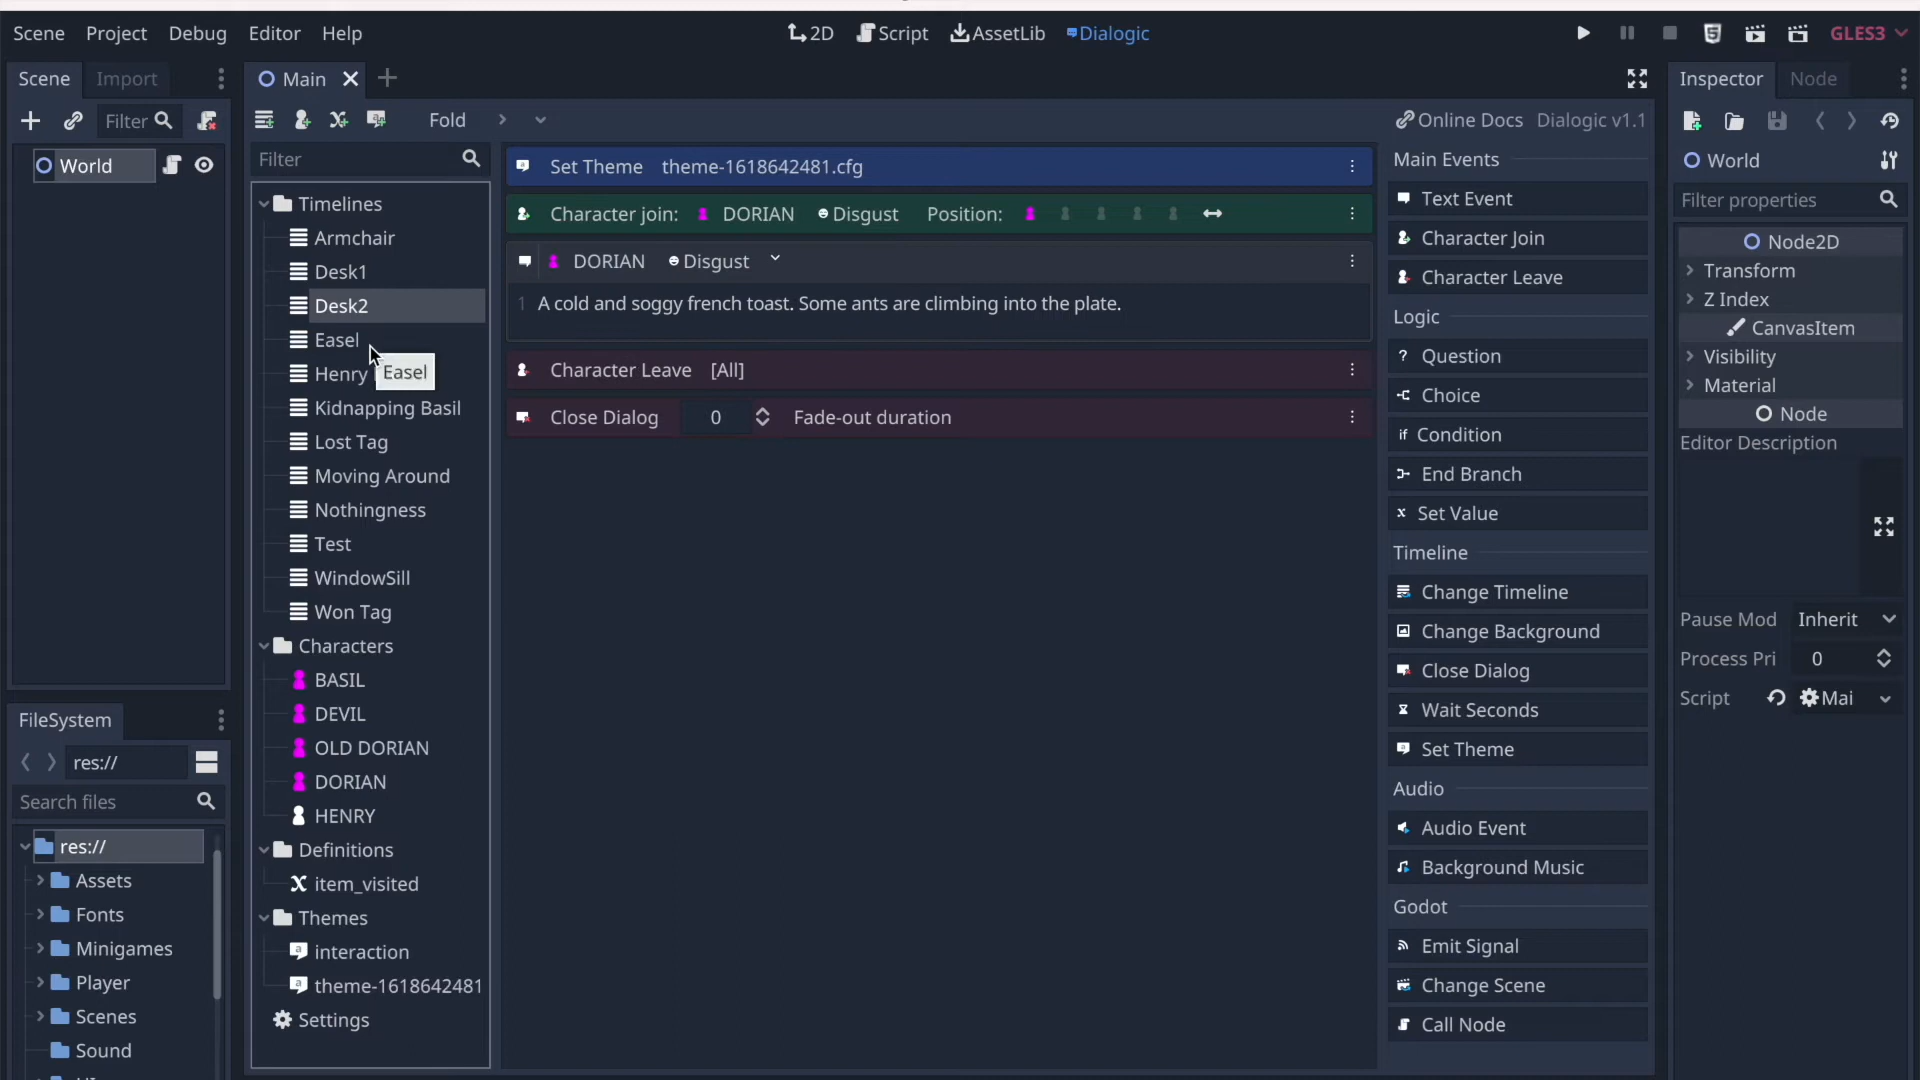 Scene Project Debug Editor Help 2D Script AssetLib Dialogic GLES3
Scene Import
Filter
World
Main
Fold Online Docs Dialogic v1.1
Filter
Timelines
Armchair
Desk1
Desk2
Easel
Henry
Easel
Kidnapping Basil
Lost Tag
Moving Around
Nothingness
Test
WindowSill
Won Tag
Characters
BASIL
DEVIL
OLD DORIAN
DORIAN
HENRY
Definitions
item_visited
Themes
interaction
theme-1618642481
Settings
Set Theme theme-1618642481.cfg
Character join: DORIAN Disgust Position:
DORIAN Disgust
1 A cold and soggy french toast. Some ants are climbing into the plate.
Character Leave [All]
Close Dialog 0 Fade-out duration
Main Events
Text Event
Character Join
Character Leave
Logic
? Question
Choice
if Condition
End Branch
x Set Value
Timeline
Change Timeline
Change Background
Close Dialog
Wait Seconds
Set Theme
Audio
Audio Event
Background Music
Godot
Emit Signal
Change Scene
Call Node
Inspector Node
World
Filter properties
Node2D
Transform
Z Index
CanvasItem
Visibility
Material
Node
Editor Description
Pause Mod Inherit
Process Pri 0
Script Mai
FileSystem
res://
Search files
res://
Assets
Fonts
Minigames
Player
Scenes
Sound